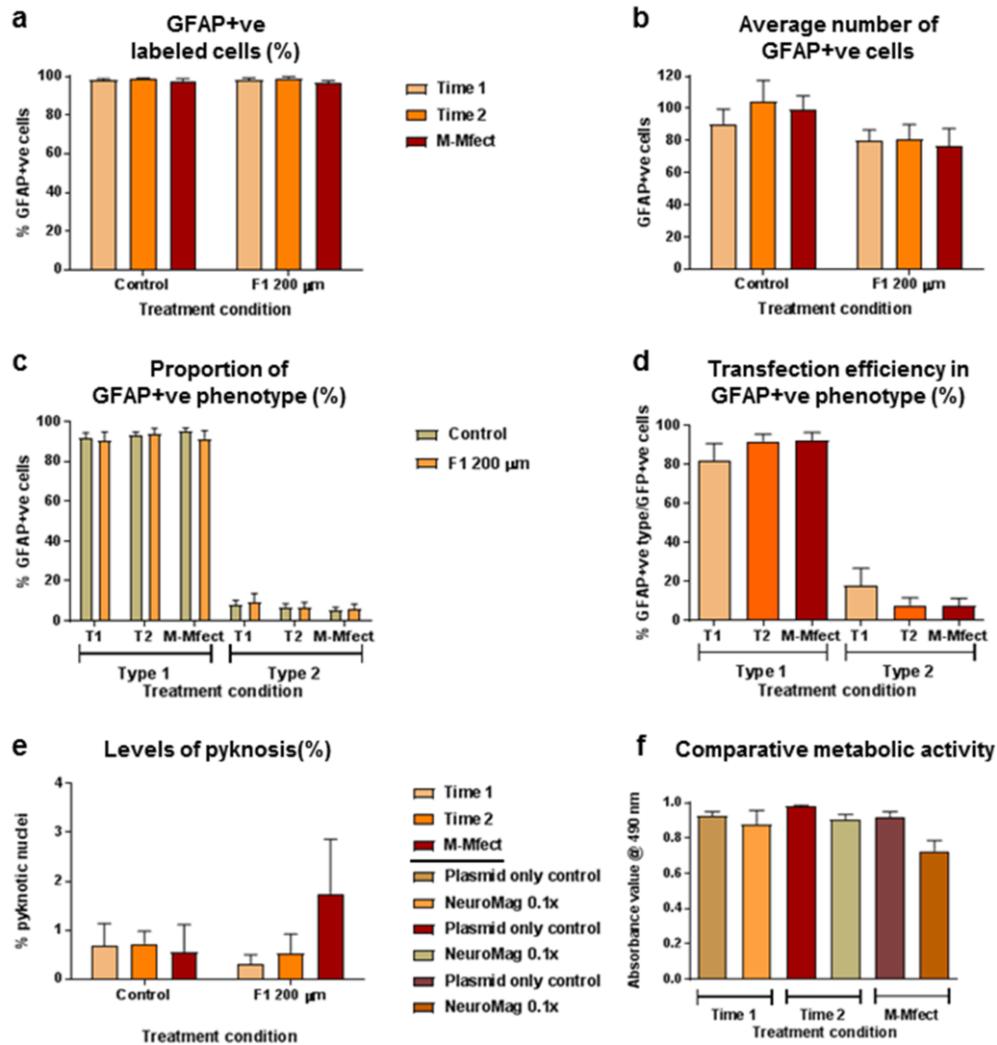 a
GFAP+ve
labeled cells (%)
% GFAP+ve cells
100
80
60
40
20
0
Control
F1 200 µm
Treatment condition
Time 1
Time 2
M-Mfect
b
Average number of
GFAP+ve cells
GFAP+ve cells
120
100
80
60
40
20
0
Control
F1 200 µm
Treatment condition
c
Proportion of
GFAP+ve phenotype (%)
% GFAP+ve cells
100
80
60
40
20
0
T1
T2
M-Mfect
T1
T2
M-Mfect
Type 1
Type 2
Treatment condition
Control
F1 200 µm
d
Transfection efficiency in
GFAP+ve phenotype (%)
% GFAP+ve type/GFP+ve cells
100
80
60
40
20
0
T1
T2
M-Mfect
T1
T2
M-Mfect
Type 1
Type 2
Treatment condition
e
Levels of pyknosis(%)
% pyknotic nuclei
4
3
2
1
0
Control
F1 200 µm
Treatment condition
Time 1
Time 2
M-Mfect
Plasmid only control
NeuroMag 0.1x
Plasmid only control
NeuroMag 0.1x
Plasmid only control
NeuroMag 0.1x
f
Comparative metabolic activity
Absorbance value @ 490 nm
1.0
0.8
0.6
0.4
0.2
0.0
Time 1
Time 2
M-Mfect
Treatment condition